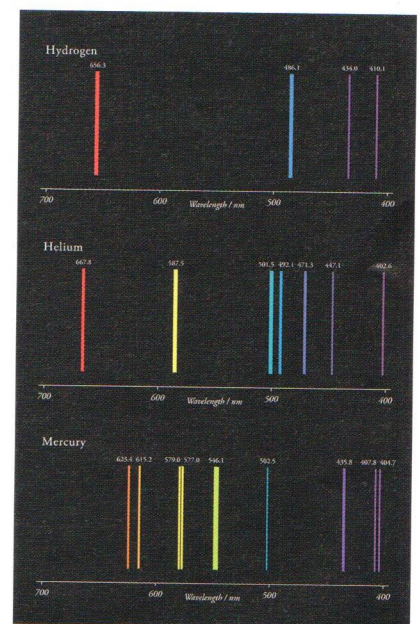 Hydrogen
656.3 486.1 434.0 410.1
700 600 500 400
Wavelength / nm
Helium
667.8 587.5 501.5 492.1 471.3 447.1 402.6
700 600 500 400
Wavelength / nm
Mercury
623.4 615.2 579.0 577.0 546.1 502.5 435.8 407.8 404.7
700 600 500 400
Wavelength / nm